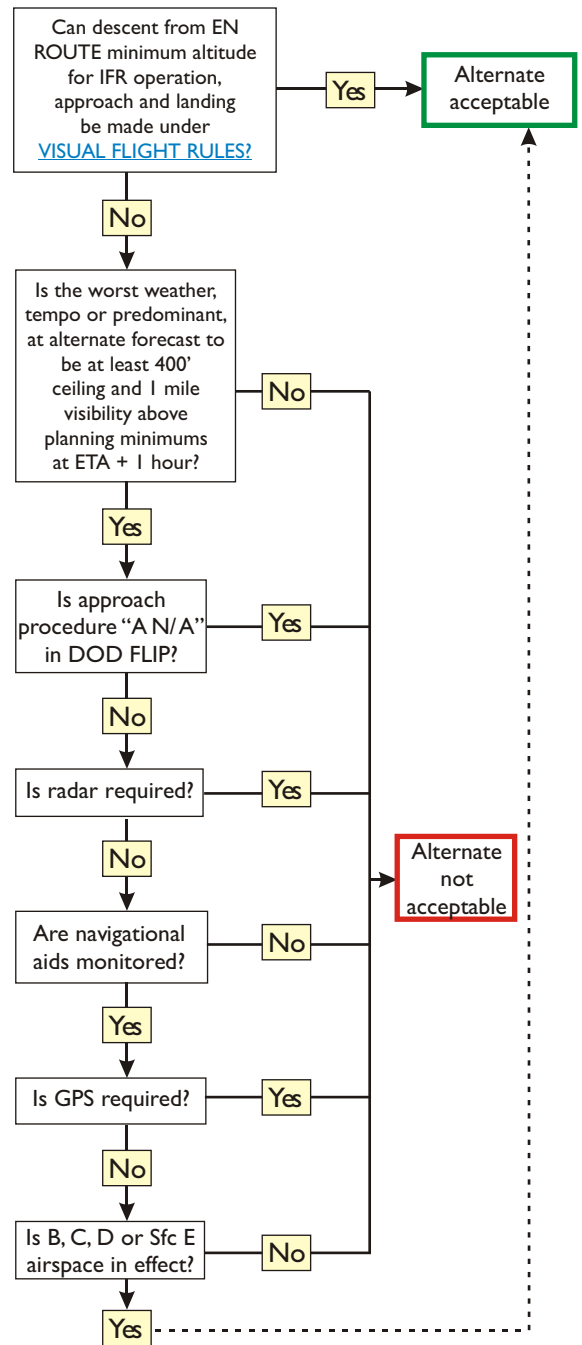 Can descent from EN
ROUTE minimum altitude
for IFR operation,
approach and landing
be made under
VISUAL FLIGHT RULES?
Yes
Alternate
acceptable
No
Is the worst weather,
tempo or predominant,
at alternate forecast to
be at least 400'
ceiling and 1 mile
visibility above
planning minimums
at ETA + 1 hour?
No
Yes
Is approach
procedure “A N/A”
in DOD FLIP?
Yes
No
Is radar required?
Yes
No
Alternate
not
acceptable
Are navigational
aids monitored?
No
Yes
Is GPS required?
Yes
No
Is B, C, D or Sfc E
airspace in effect?
No
Yes